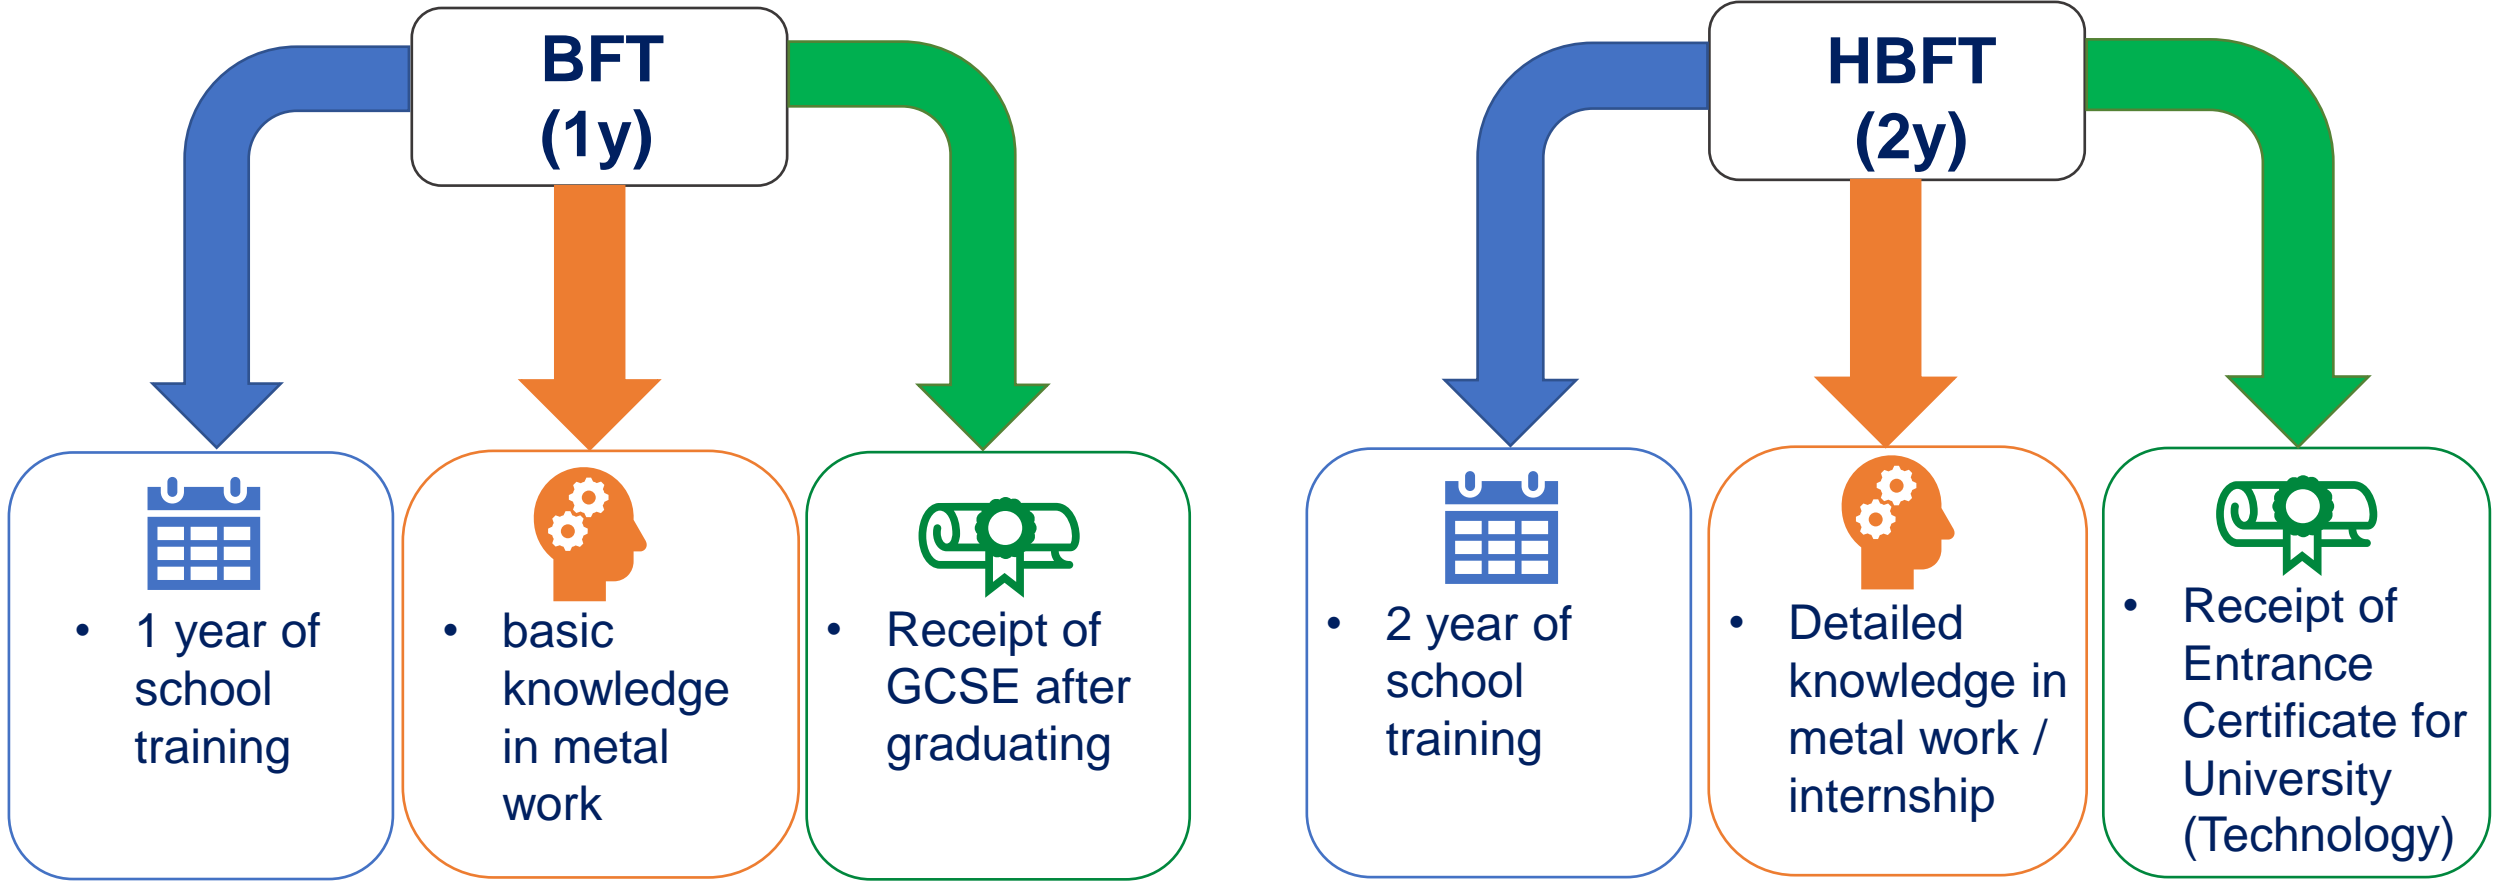 BFT
(1y)
HBFT
(2y)
• 1 year of
school
training
• basic
knowledge
in metal
work
• Receipt of
GCSE after
graduating
• 2 year of
school
training
• Detailed
knowledge in
metal work /
internship
• Receipt of
Entrance
Certificate for
University
(Technology)